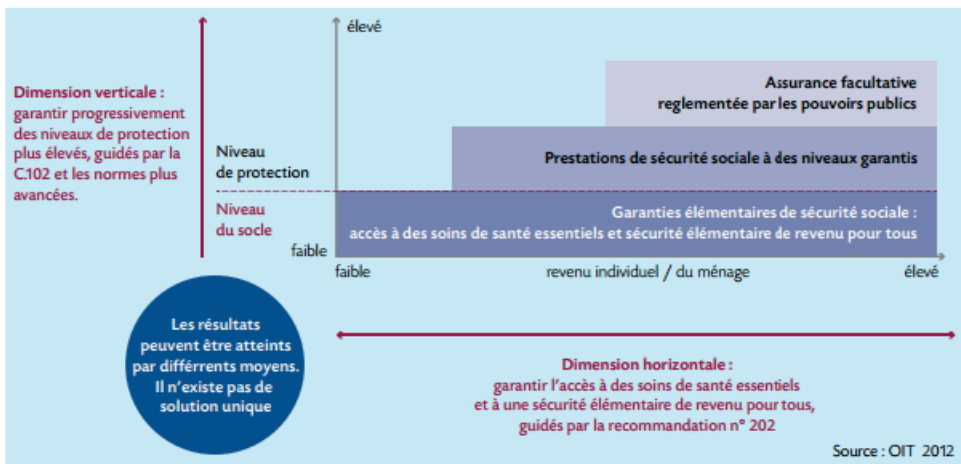 Dimension verticale :
garantir progressivement
des niveaux de protection
plus élevés, guidés par la
C.102 et les normes plus
avancées.
élevé
Niveau
de protection
Niveau
du socle
faible
Assurance facultative
reglementée par les pouvoirs publics
Prestations de sécurité sociale à des niveaux garantis
Garanties élémentaires de sécurité sociale :
accès à des soins de santé essentiels et sécurité élémentaire de revenu pour tous
faible
revenu individuel / du ménage
élevé
Les résultats
peuvent être atteints
par différrents moyens.
Il n'existe pas de
solution unique
Dimension horizontale :
garantir l'accès à des soins de santé essentiels
et à une sécurité élémentaire de revenu pour tous,
guidés par la recommandation n° 202
Source : OIT 2012